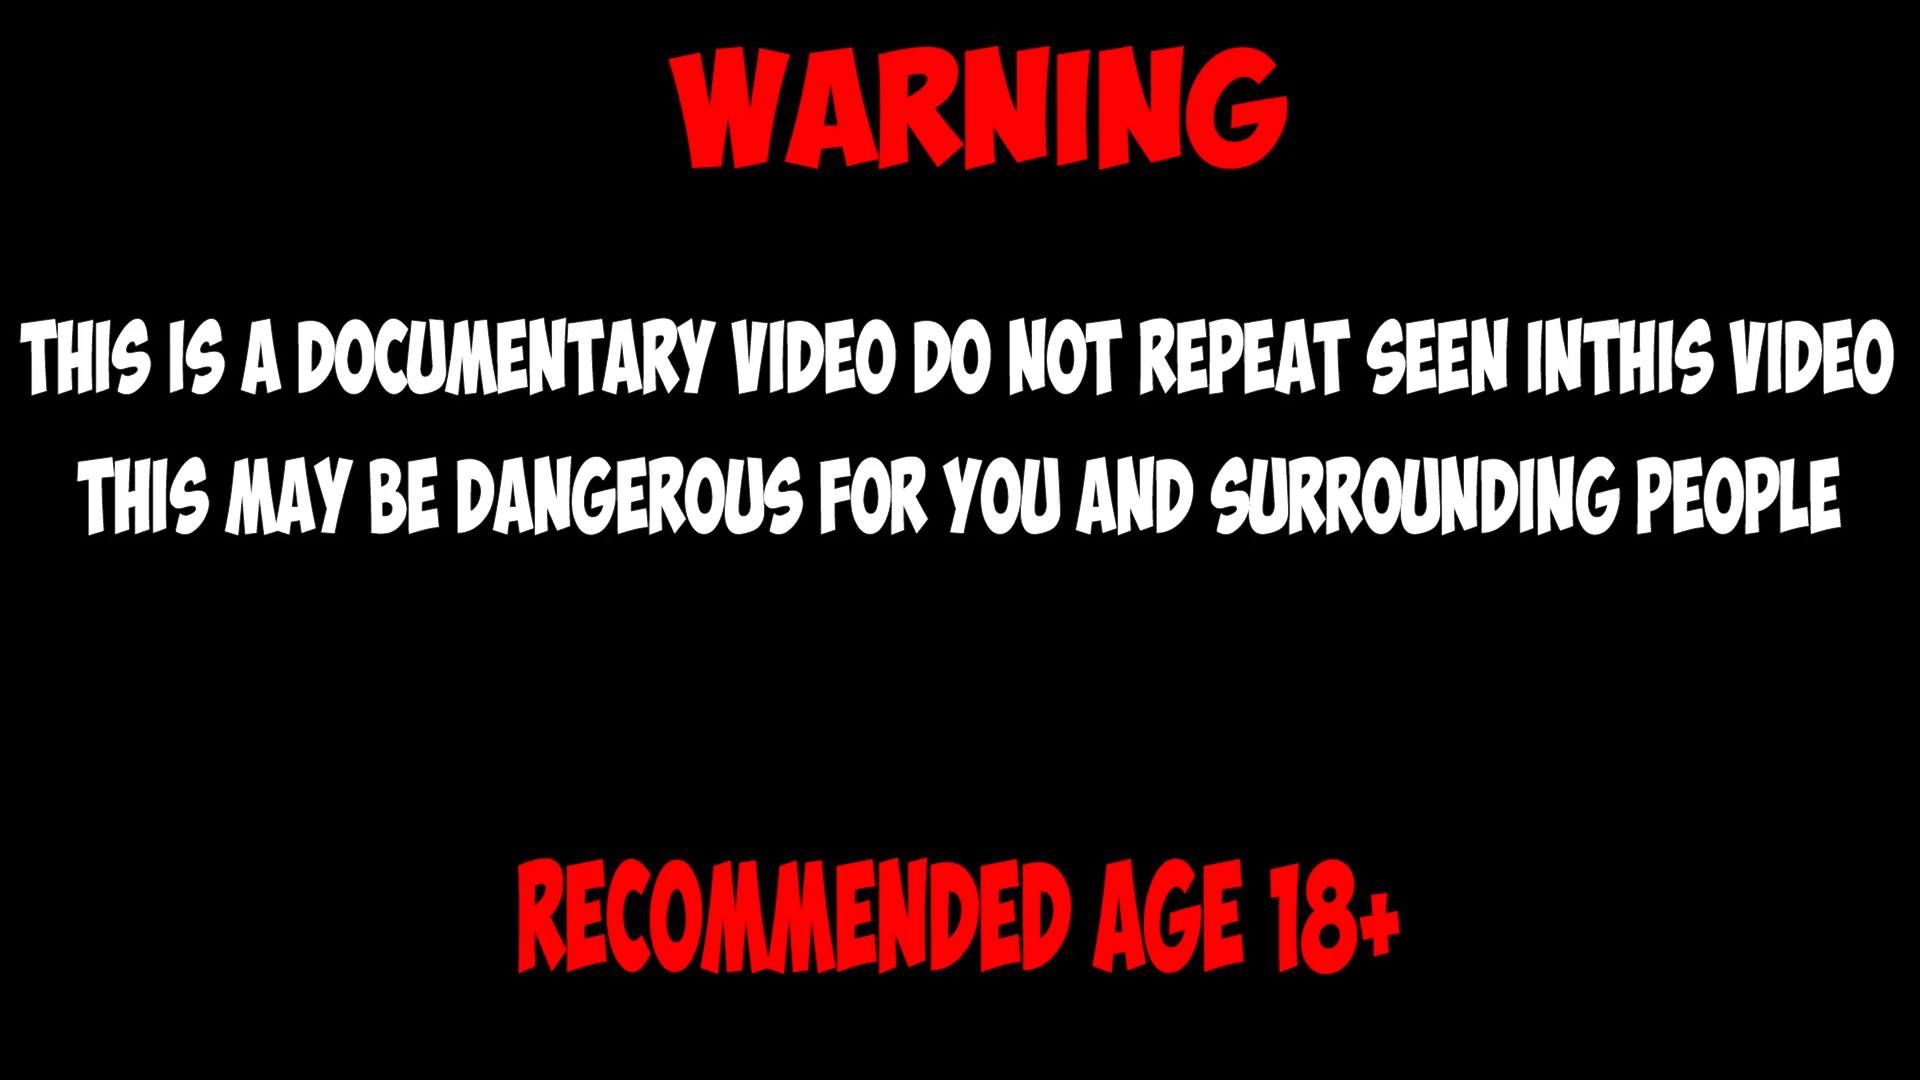 WARNING
THIS IS A DOCUMENTARY VIDEO DO NOT REPEAT SEEN INTHIS VIDEO
THIS MAY BE DANGEROUS FOR YOU AND SURROUNDING PEOPLE
RECOMMENDED AGE 18+